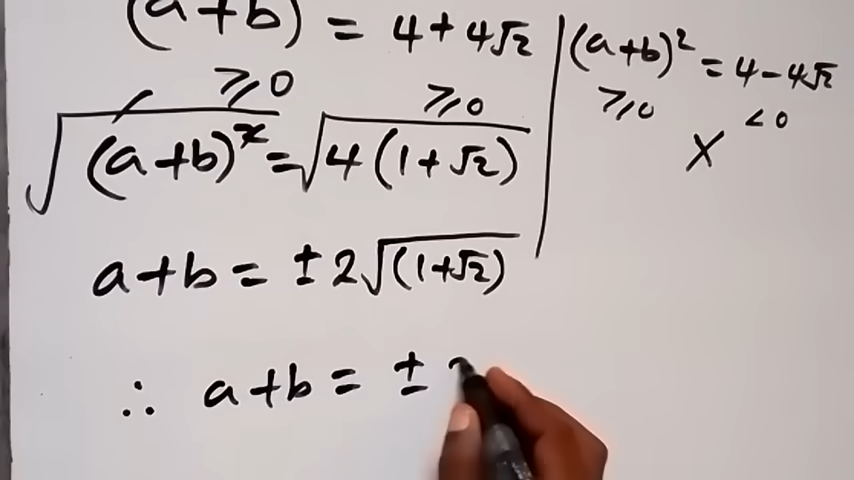 (a+b) = 4+4√2
≥0 ≥0
√(a+b)² = √4(1+√2)
a+b = ±2√(1+√2)
∴ a+b = ±
(a+b)² = 4-4√2
≥0 <0
X